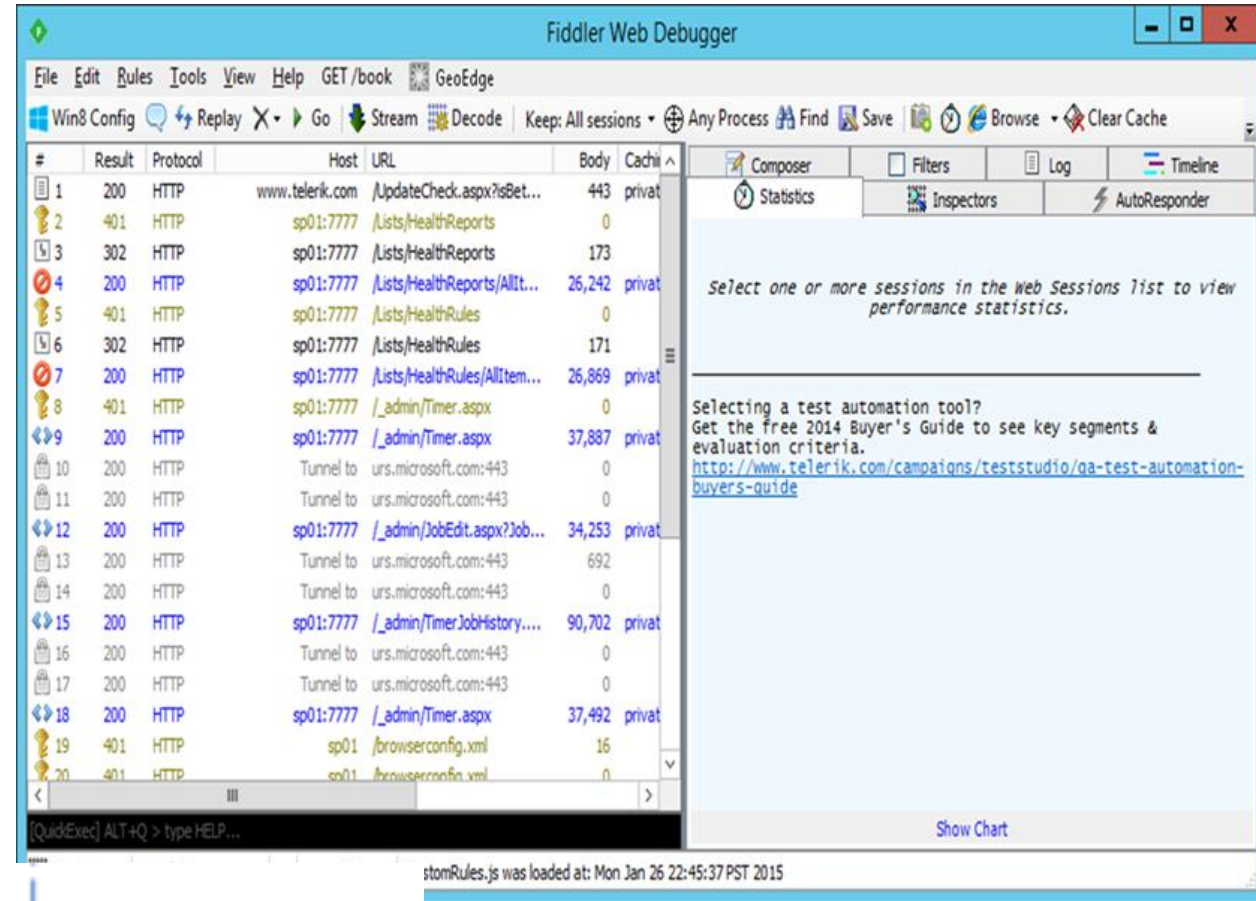 Fiddler Web Debugger
File Edit Rules Tools View Help GET /book GeoEdge
Win8 Config Replay X Go Stream Decode Keep: All sessions Any Process Find Save Browse Clear Cache
# Result Protocol Host URL Body Cachi
1 200 HTTP www.telerik.com /UpdateCheck.aspx?isBet... 443 privat
2 401 HTTP sp01:7777 /Lists/HealthReports 0
3 302 HTTP sp01:7777 /Lists/HealthReports 173
4 200 HTTP sp01:7777 /Lists/HealthReports/AllIt... 26,242 privat
5 401 HTTP sp01:7777 /Lists/HealthRules 0
6 302 HTTP sp01:7777 /Lists/HealthRules 171
7 200 HTTP sp01:7777 /Lists/HealthRules/AllItem... 26,869 privat
8 401 HTTP sp01:7777 /_admin/Timer.aspx 0
9 200 HTTP sp01:7777 /_admin/Timer.aspx 37,887 privat
10 200 HTTP Tunnel to urs.microsoft.com:443 0
11 200 HTTP Tunnel to urs.microsoft.com:443 0
12 200 HTTP sp01:7777 /_admin/JobEdit.aspx?Job... 34,253 privat
13 200 HTTP Tunnel to urs.microsoft.com:443 692
14 200 HTTP Tunnel to urs.microsoft.com:443 0
15 200 HTTP sp01:7777 /_admin/TimerJobHistory.... 90,702 privat
16 200 HTTP Tunnel to urs.microsoft.com:443 0
17 200 HTTP Tunnel to urs.microsoft.com:443 0
18 200 HTTP sp01:7777 /_admin/Timer.aspx 37,492 privat
19 401 HTTP sp01 /browserconfig.xml 16
20 401 HTTP sp01 /browserconfig.xml 0
[QuickExec] ALT+Q > type HELP...
Composer Filters Log Timeline
Statistics Inspectors AutoResponder
Select one or more sessions in the Web Sessions list to view
performance statistics.
Selecting a test automation tool?
Get the free 2014 Buyer's Guide to see key segments &
evaluation criteria.
http://www.telerik.com/campaigns/teststudio/qa-test-automation-
buyers-guide
Show Chart
stomRules.js was loaded at: Mon Jan 26 22:45:37 PST 2015